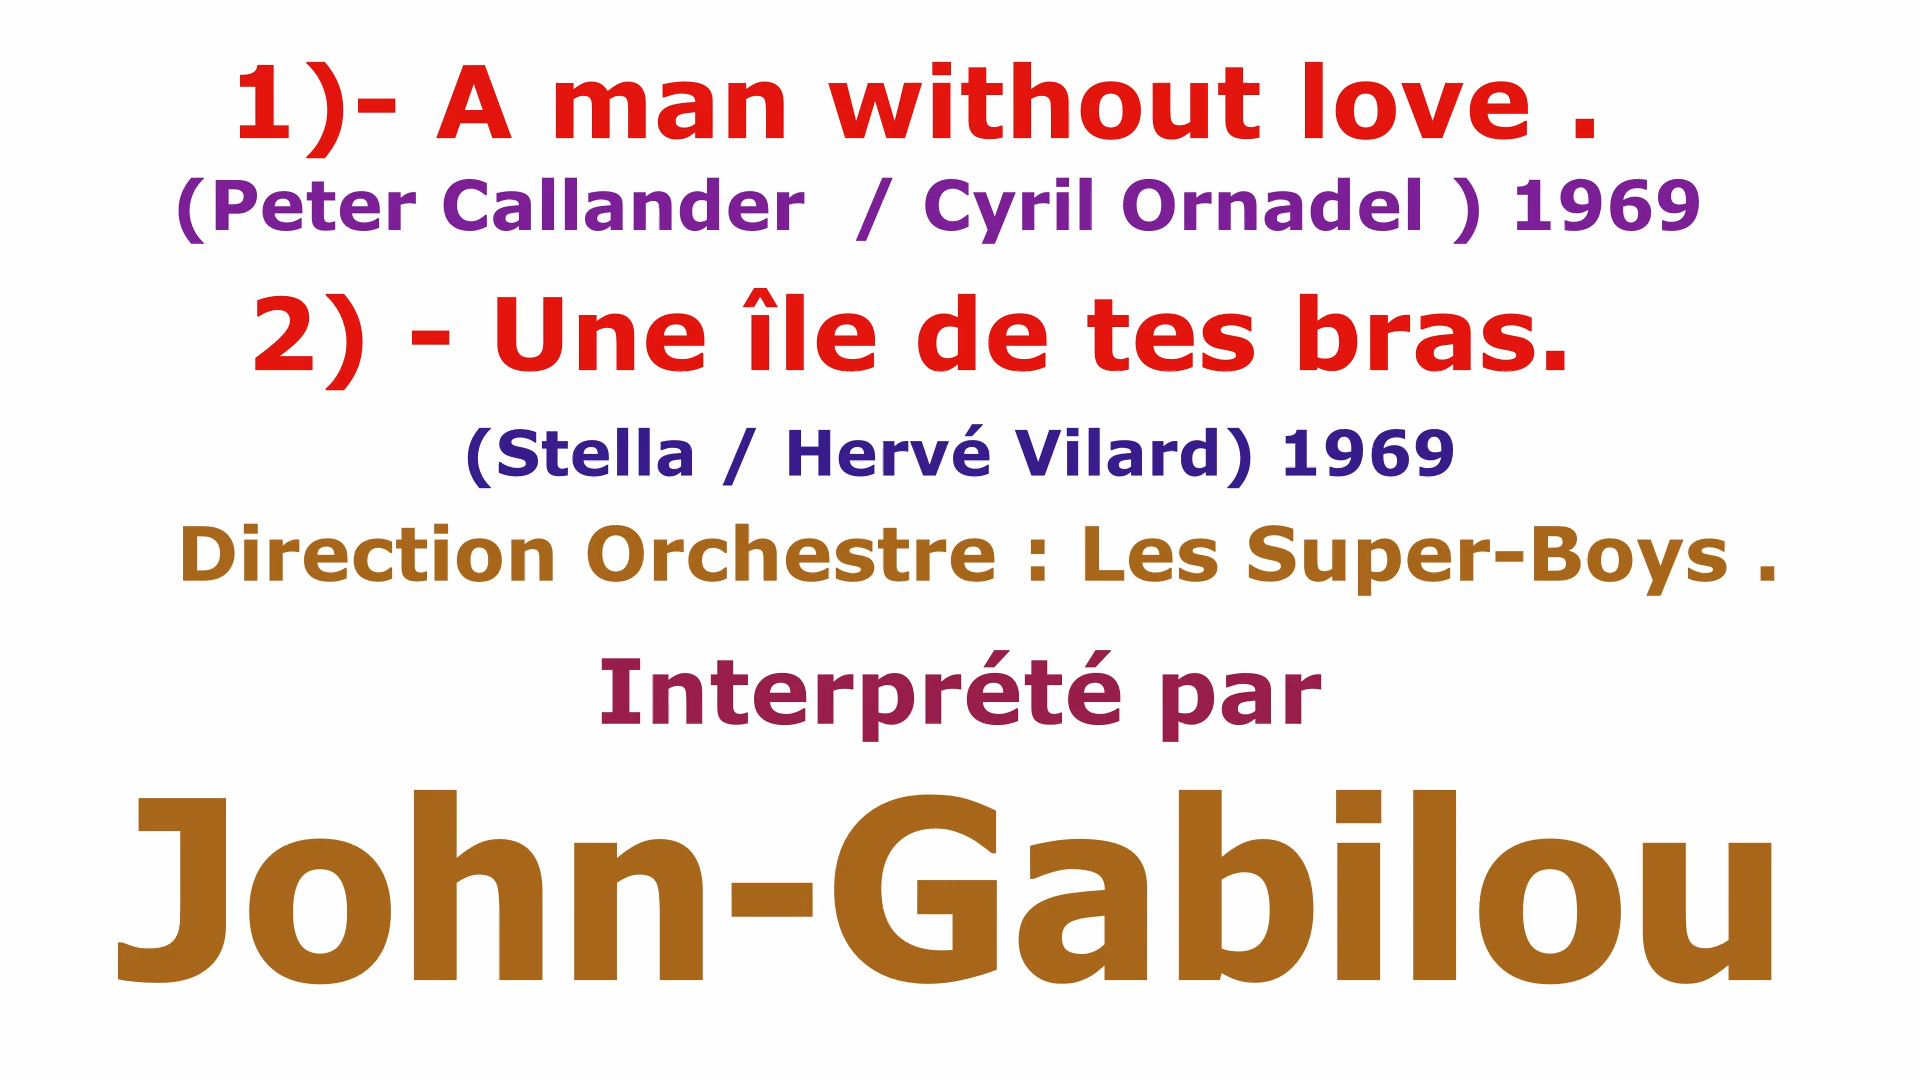 1)- A man without love .
(Peter Callander / Cyril Ornadel ) 1969
2) - Une île de tes bras.
(Stella / Hervé Vilard) 1969
Direction Orchestre : Les Super-Boys .
Interprété par
John-Gabilou